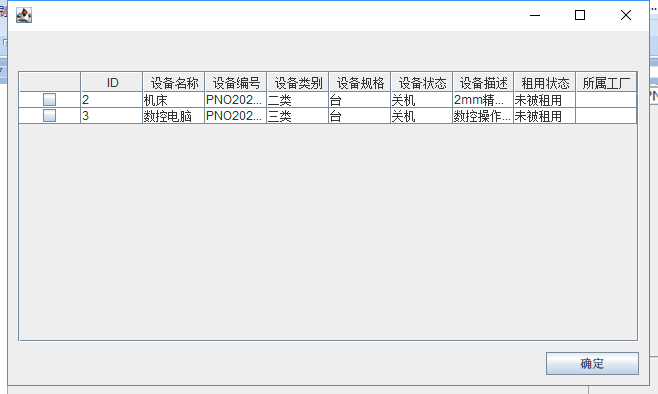 ID 设备名称 设备编号 设备类别 设备规格 设备状态 设备描述 租用状态 所属工厂
2 机床 PNO202... 二类 台 关机 2mm精... 未被租用
3 数控电脑 PNO202... 三类 台 关机 数控操作... 未被租用
确定